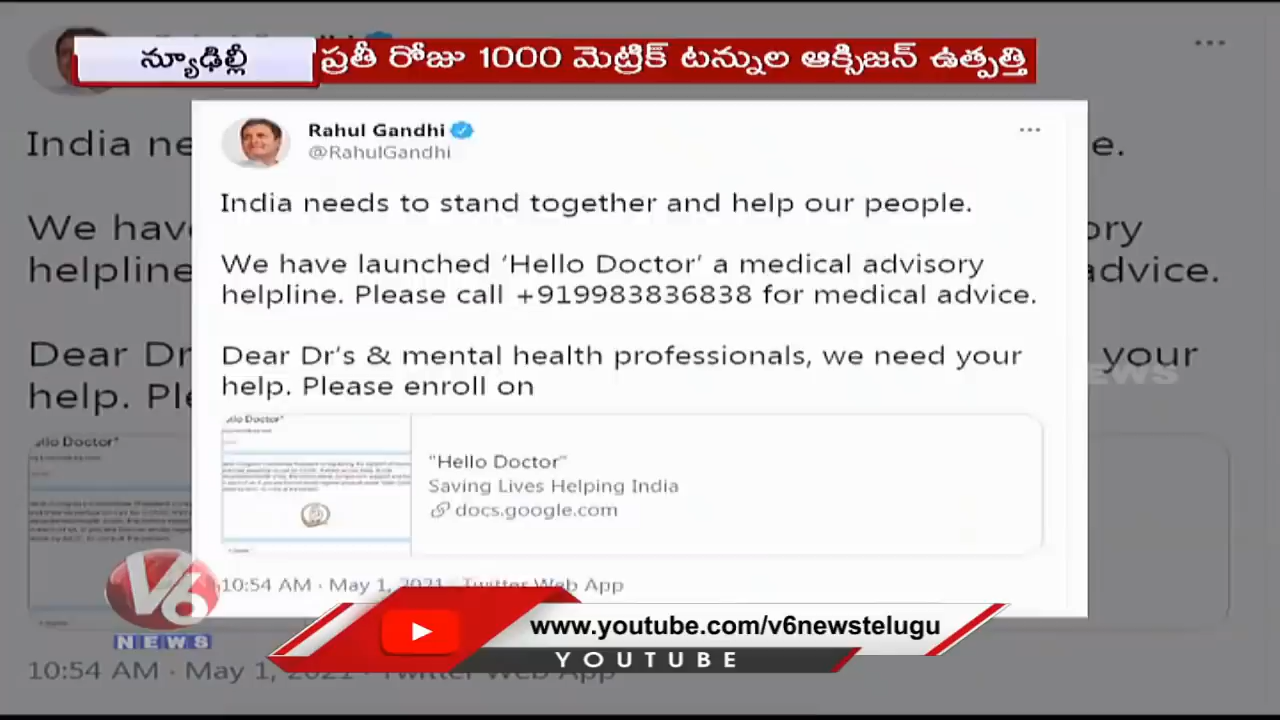 న్యూఢిల్లీ
ప్రతీ రోజు 1000 మెట్రిక్ టన్నుల ఆక్సిజన్ ఉత్పత్తి
Rahul Gandhi
@RahulGandhi
India needs to stand together and help our people.
We have launched ‘Hello Doctor’ a medical advisory
helpline. Please call +919983836838 for medical advice.
Dear Dr’s & mental health professionals, we need your
help. Please enroll on
"Hello Doctor"
Saving Lives Helping India
docs.google.com
10:54 AM · May 1, 2021 · Twitter Web App
V6
NEWS
www.youtube.com/v6newstelugu
YOUTUBE